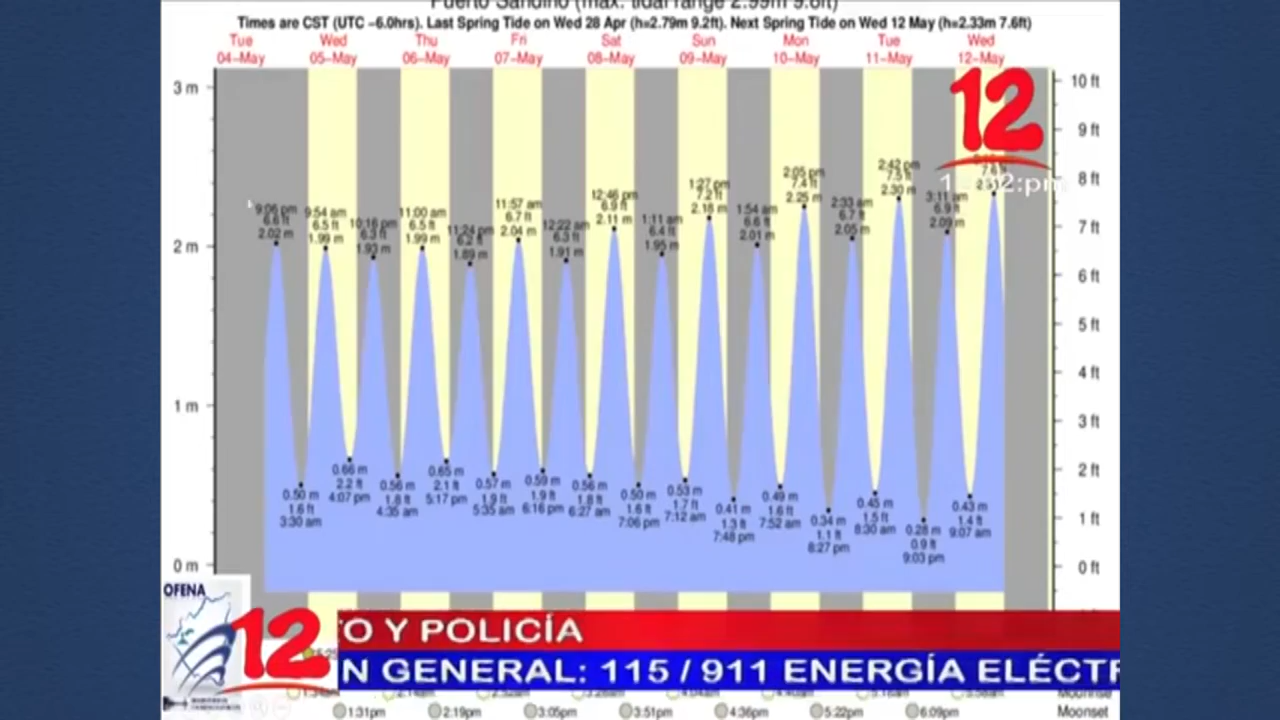 Puerto Sandino (max. tidal range 2.99m 9.8ft)
Times are CST (UTC −6.0hrs). Last Spring Tide on Wed 28 Apr (h=2.79m 9.2ft). Next Spring Tide on Wed 12 May (h=2.33m 7.6ft)
Tue Wed Thu Fri Sat Sun Mon Tue Wed
04−May 05−May 06−May 07−May 08−May 09−May 10−May 11−May 12−May
3 m
2 m
1 m
0 m
10 ft
9 ft
8 ft
7 ft
6 ft
5 ft
4 ft
3 ft
2 ft
1 ft
0 ft
12
9:06 pm
6.6 ft
2.02 m
9:54 am
6.5 ft
1.99 m
10:16 pm
6.3 ft
1.93 m
11:00 am
6.5 ft
1.99 m
11:24 pm
6.2 ft
1.89 m
11:57 am
6.7 ft
2.04 m
12:22 am
6.3 ft
1.91 m
12:46 pm
6.9 ft
2.11 m
1:11 am
6.4 ft
1.95 m
1:27 pm
7.2 ft
2.18 m
1:54 am
6.6 ft
2.01 m
2:05 pm
7.4 ft
2.25 m
2:33 am
6.7 ft
2.05 m
2:42 pm
7.5 ft
2.30 m
3:11 am
6.9 ft
2.09 m
0.50 m
1.6 ft
3:30 am
0.66 m
2.2 ft
4:07 pm
0.56 m
1.8 ft
4:35 am
0.65 m
2.1 ft
5:17 pm
0.57 m
1.9 ft
5:35 am
0.59 m
1.9 ft
6:16 pm
0.56 m
1.8 ft
6:27 am
0.50 m
1.6 ft
7:06 pm
0.53 m
1.7 ft
7:12 am
0.41 m
1.3 ft
7:48 pm
0.49 m
1.6 ft
7:52 am
0.34 m
1.1 ft
8:27 pm
0.45 m
1.5 ft
8:30 am
0.28 m
0.9 ft
9:03 pm
0.43 m
1.4 ft
9:07 am
OFENA
12
O Y POLICÍA
N GENERAL: 115 / 911 ENERGÍA ELÉCTR
1:31pm 2:19pm 3:05pm 3:51pm 4:36pm 5:22pm 6:09pm Moonset